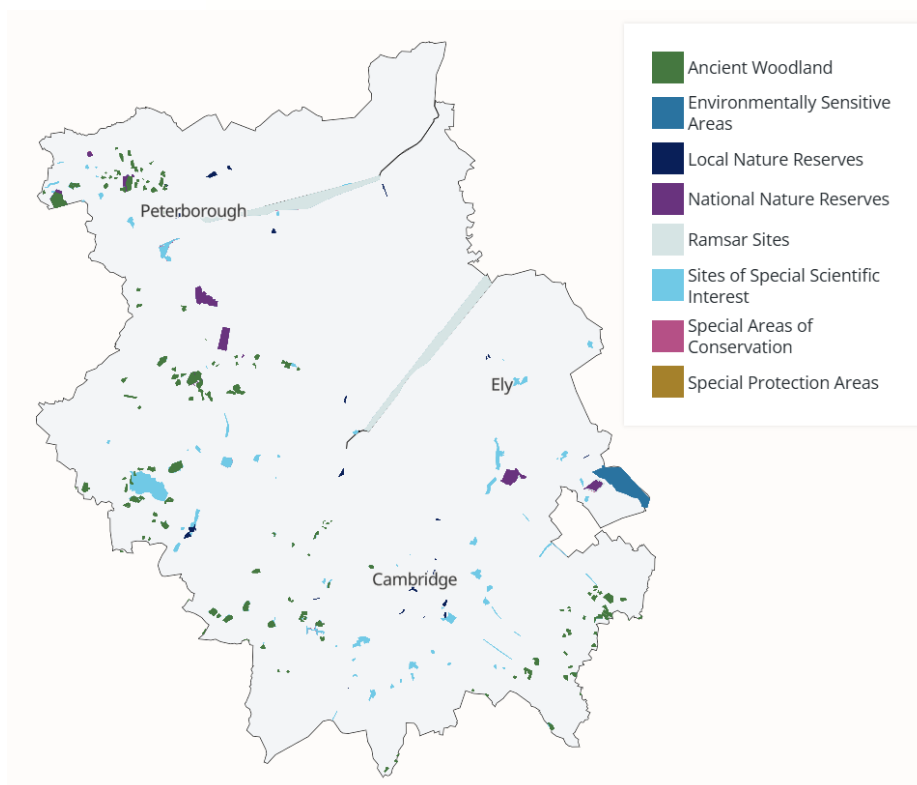 Ancient Woodland
Environmentally Sensitive
Areas
Local Nature Reserves
National Nature Reserves
Ramsar Sites
Sites of Special Scientific
Interest
Special Areas of
Conservation
Special Protection Areas
Peterborough
Ely
Cambridge